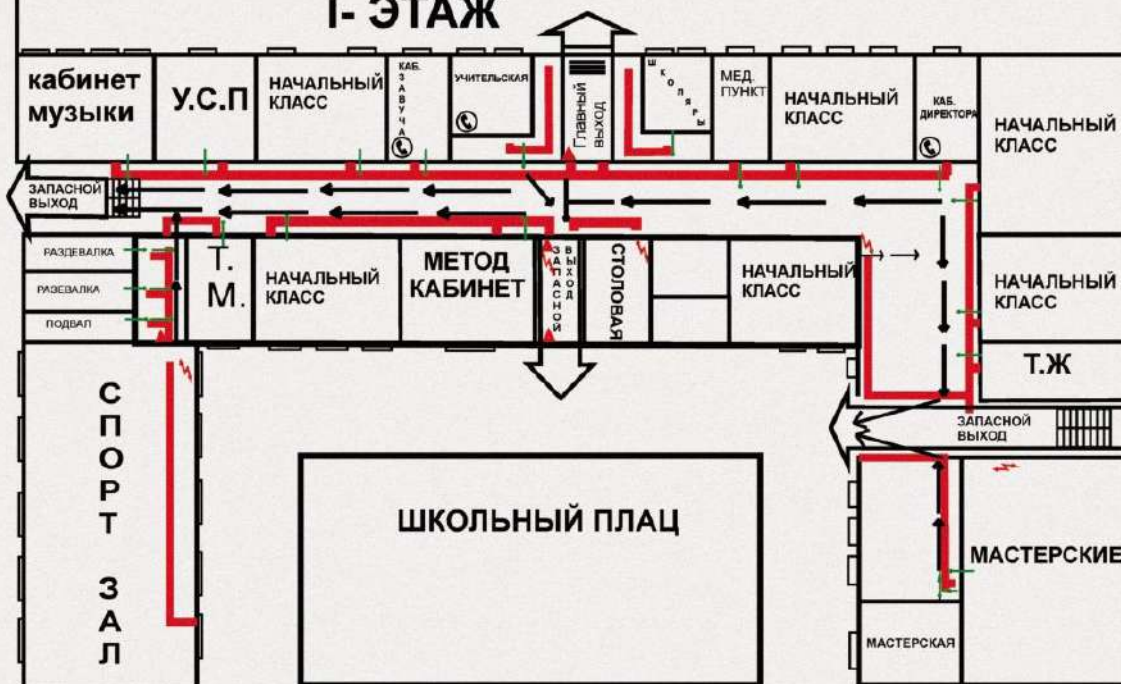 I- ЭТАЖ
кабинет
музыки
У.С.П
НАЧАЛЬНЫЙ
КЛАСС
КАБ.
ЗАВУЧА
УЧИТЕЛЬСКАЯ
Главный
выход
ШКОЛЯРЫ
МЕД.
ПУНКТ
НАЧАЛЬНЫЙ
КЛАСС
КАБ.
ДИРЕКТОРА
НАЧАЛЬНЫЙ
КЛАСС
ЗАПАСНОЙ
ВЫХОД
РАЗДЕВАЛКА
РАЗЕВАЛКА
ПОДВАЛ
Т.
М.
НАЧАЛЬНЫЙ
КЛАСС
МЕТОД
КАБИНЕТ
ЗАПАСНОЙ
ВЫХОД
СТОЛОВАЯ
НАЧАЛЬНЫЙ
КЛАСС
НАЧАЛЬНЫЙ
КЛАСС
Т.Ж
ЗАПАСНОЙ
ВЫХОД
СПОРТ ЗАЛ
ШКОЛЬНЫЙ ПЛАЦ
МАСТЕРСКИЕ
МАСТЕРСКАЯ